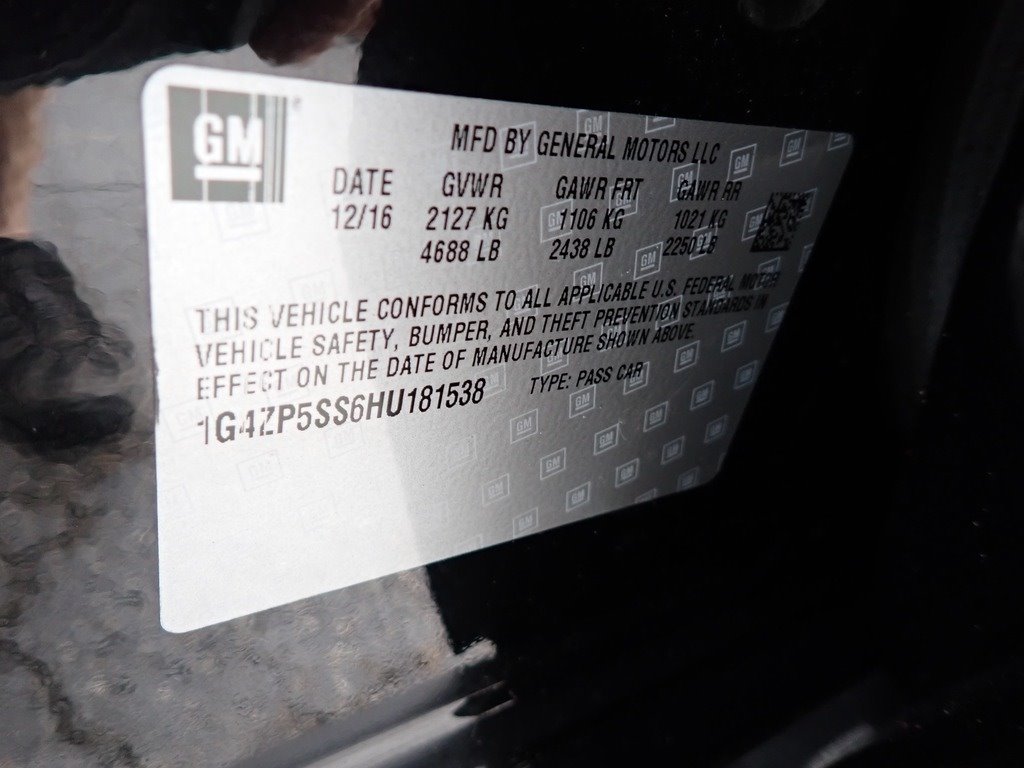 GM
MFD BY GENERAL MOTORS LLC
DATE GVWR GAWR FRT GAWR RR
12/16 2127 KG 1106 KG 1021 KG
4688 LB 2438 LB 2250 LB
THIS VEHICLE CONFORMS TO ALL APPLICABLE U.S. FEDERAL MOTOR
VEHICLE SAFETY, BUMPER, AND THEFT PREVENTION STANDARDS IN
EFFECT ON THE DATE OF MANUFACTURE SHOWN ABOVE.
1G4ZP5SS6HU181538 TYPE: PASS CAR